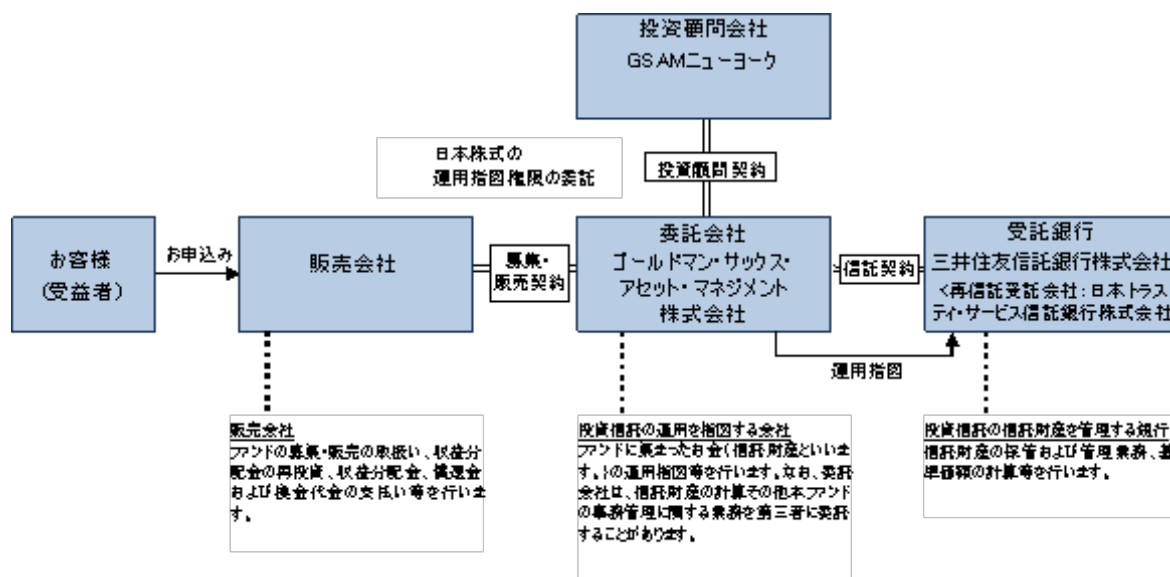 投資顧問会社
GSAMニューヨーク
日本株式の
運用指図権限の委託
投資顧問契約
お客様
(受益者)
お申込み
販売会社
募集・
販売契約
委託会社
ゴールドマン・サックス・
アセット・マネジメント
株式会社
信託契約
受託銀行
三井住友信託銀行株式会社
<再信託受託会社:日本トラス
ティ・サービス信託銀行株式会社
運用指図
販売会社
ファンドの募集・販売の取扱い、収益分
配金の再投資、収益分配金、償還金
および換金代金の支払い等を行いま
す。
投資信託の運用を指図する会社
ファンドに集まったお金(信託財産といいま
す。)の運用指図等を行います。なお、委託
会社は、信託財産の計算その他本ファンド
の事務管理に関する業務を第三者に委託
することがあります。
投資信託の信託財産を管理する銀行
信託財産の保管および管理業務、基
準価額の計算等を行います。